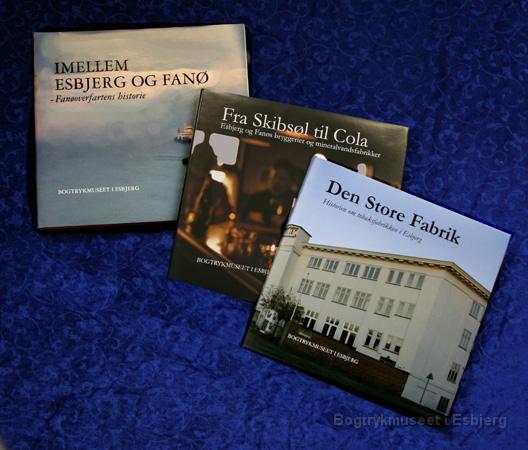 IMELLEM
ESBJERG OG FANØ
- Fanøoverfartens historie
BOGTRYKMUSEET I ESBJERG
Fra Skibsøl til Cola
Esbjerg og Fanøs bryggerier og mineralvandsfabrikker
BOGTRYKMUSEET I ESBJ
Den Store Fabrik
Historien om tobaksfabrikken i Esbjerg
BOGTRYKMUSEET I ESBJERG
Bogtrykmuseet i Esbjerg